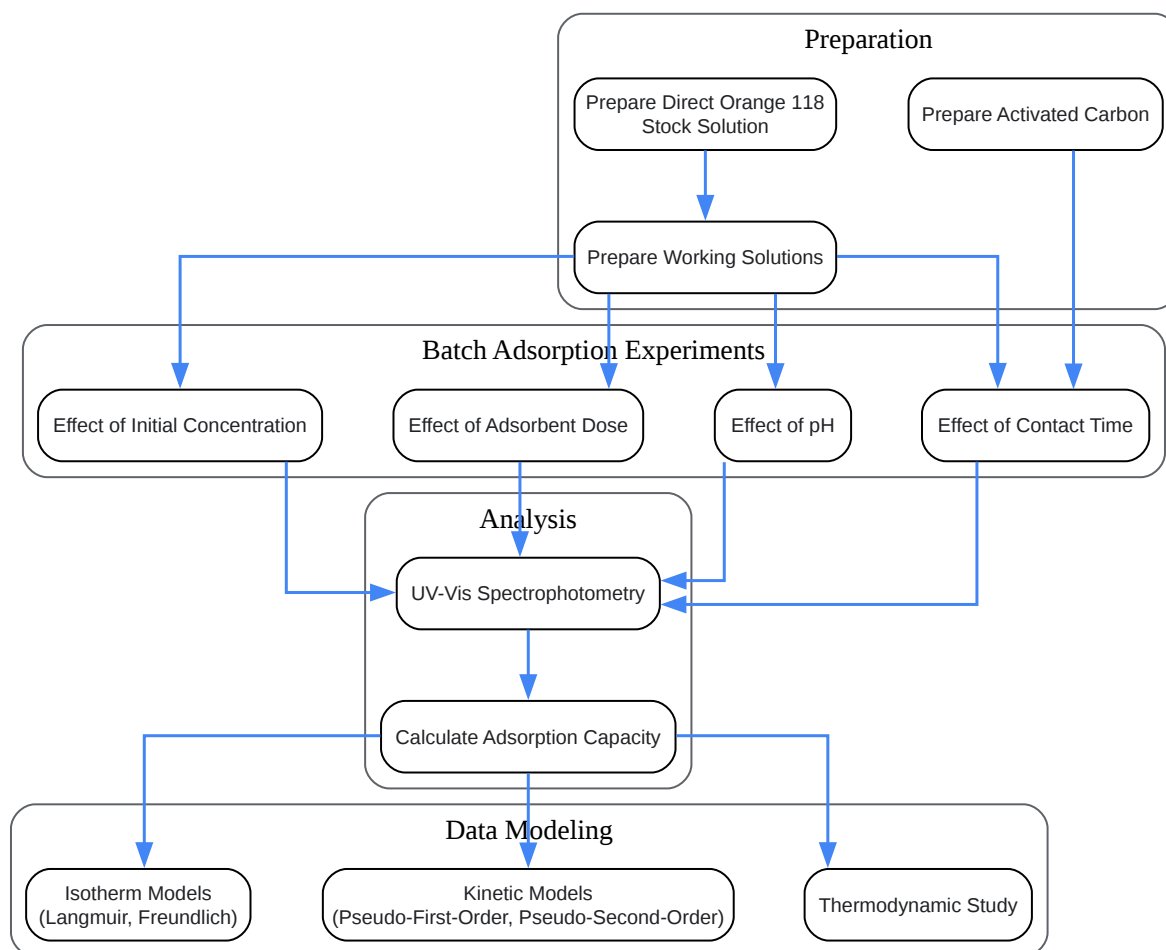 Preparation
Prepare Direct Orange 118
Stock Solution
Prepare Activated Carbon
Prepare Working Solutions
Batch Adsorption Experiments
Effect of Initial Concentration
Effect of Adsorbent Dose
Effect of pH
Effect of Contact Time
Analysis
UV-Vis Spectrophotometry
Calculate Adsorption Capacity
Data Modeling
Isotherm Models
(Langmuir, Freundlich)
Kinetic Models
(Pseudo-First-Order, Pseudo-Second-Order)
Thermodynamic Study